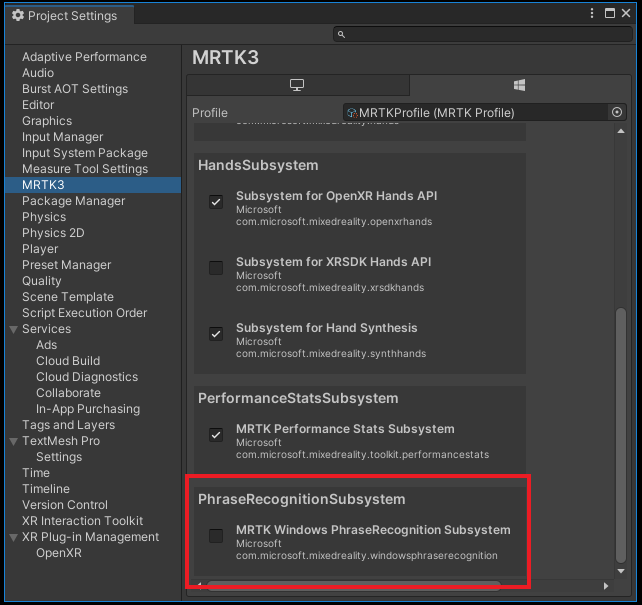 Project Settings
Adaptive Performance
Audio
Burst AOT Settings
Editor
Graphics
Input Manager
Input System Package
Measure Tool Settings
MRTK3
Package Manager
Physics
Physics 2D
Player
Preset Manager
Quality
Scene Template
Script Execution Order
Services
Ads
Cloud Build
Cloud Diagnostics
Collaborate
In-App Purchasing
Tags and Layers
TextMesh Pro
Settings
Time
Timeline
Version Control
XR Interaction Toolkit
XR Plug-in Management
OpenXR
MRTK3
Profile
MRTKProfile (MRTK Profile)
HandsSubsystem
Subsystem for OpenXR Hands API
Microsoft
com.microsoft.mixedreality.openxrhands
Subsystem for XRSDK Hands API
Microsoft
com.microsoft.mixedreality.xrsdkhands
Subsystem for Hand Synthesis
Microsoft
com.microsoft.mixedreality.synthhands
PerformanceStatsSubsystem
MRTK Performance Stats Subsystem
Microsoft
com.microsoft.mixedreality.toolkit.performancestats
PhraseRecognitionSubsystem
MRTK Windows PhraseRecognition Subsystem
Microsoft
com.microsoft.mixedreality.windowsphraserecognition